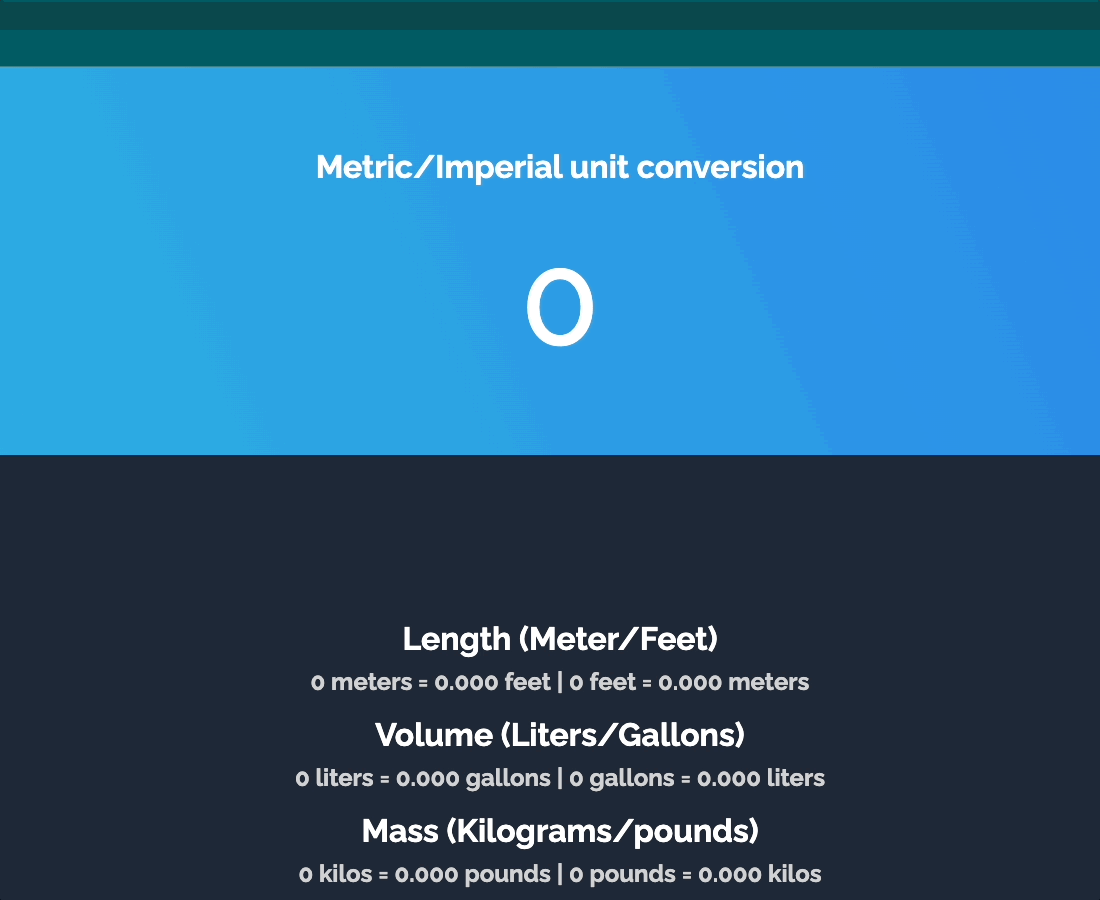 Metric/Imperial unit conversion
0
Length (Meter/Feet)
0 meters = 0.000 feet | 0 feet = 0.000 meters
Volume (Liters/Gallons)
0 liters = 0.000 gallons | 0 gallons = 0.000 liters
Mass (Kilograms/pounds)
0 kilos = 0.000 pounds | 0 pounds = 0.000 kilos